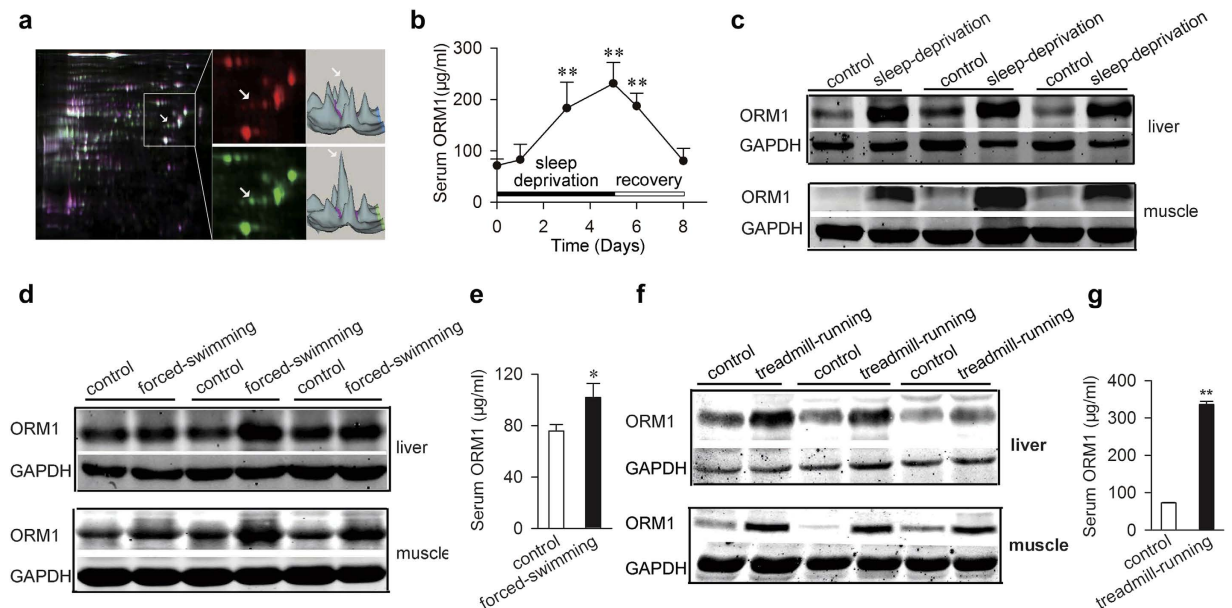 a
b
Serum ORM1(µg/ml)
300
200
100
0
**
**
**
sleep
deprivation
recovery
0 2 4 6 8
Time (Days)
c
control sleep-deprivation control sleep-deprivation control sleep-deprivation
ORM1
GAPDH
liver
ORM1
GAPDH
muscle
d
control forced-swimming control forced-swimming control forced-swimming
ORM1
GAPDH
liver
ORM1
GAPDH
muscle
e
Serum ORM1 (µg/ml)
120
80
40
0
*
control
forced-swimming
f
control treadmill-running control treadmill-running control treadmill-running
ORM1
GAPDH
liver
ORM1
GAPDH
muscle
g
Serum ORM1 (µg/ml)
400
300
200
100
0
**
control
treadmill-running